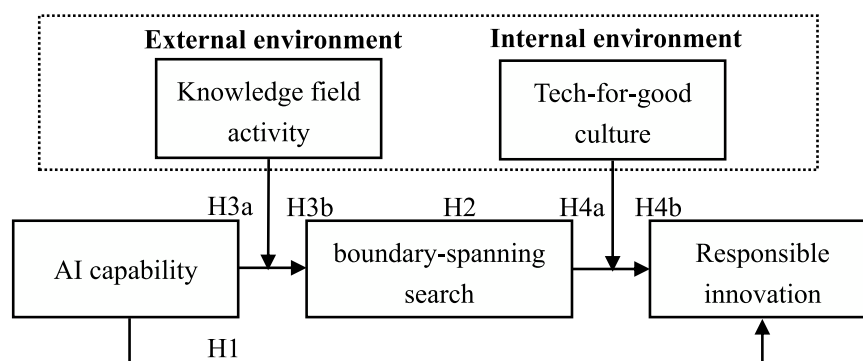 External environment
Internal environment
Knowledge field
activity
Tech-for-good
culture
H3a
H3b
H2
H4a
H4b
AI capability
boundary-spanning
search
Responsible
innovation
H1